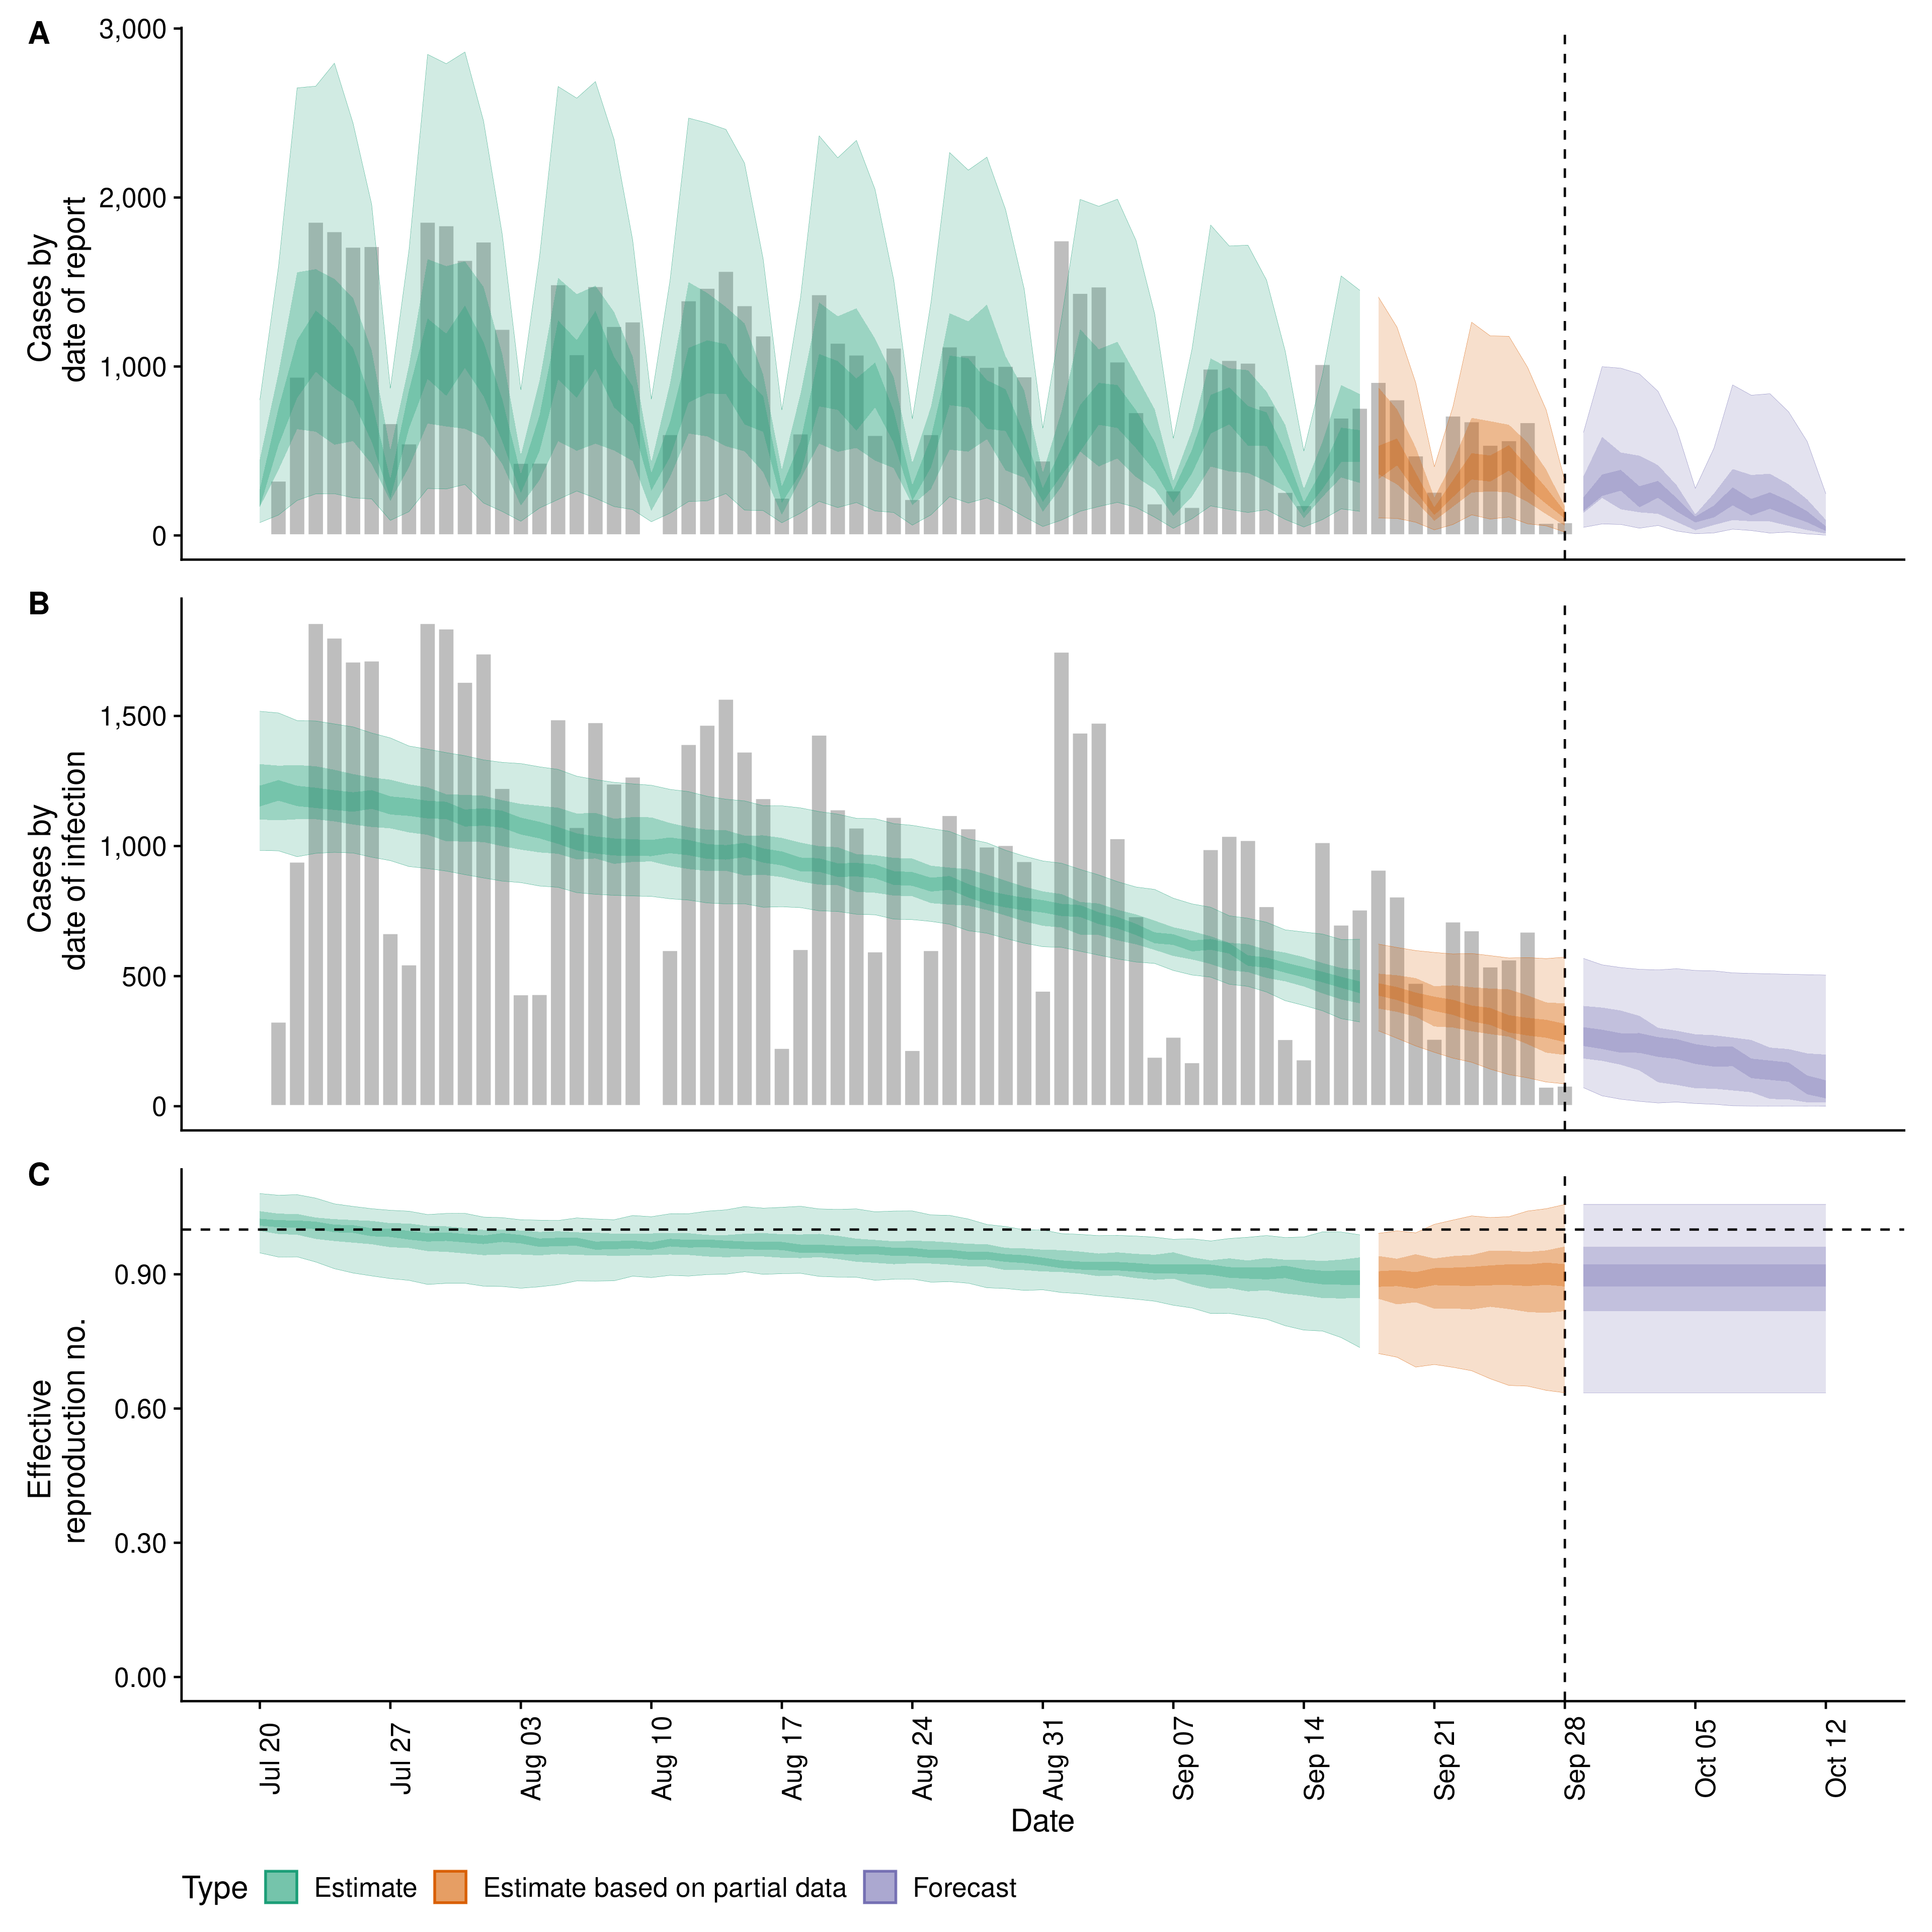 A
3,000
2,000
1,000
0
Cases by
date of report
B
1,500
1,000
500
0
Cases by
date of infection
C
0.90
0.60
0.30
0.00
Effective
reproduction no.
Jul 20
Jul 27
Aug 03
Aug 10
Aug 17
Aug 24
Aug 31
Sep 07
Sep 14
Sep 21
Sep 28
Oct 05
Oct 12
Date
Type
Estimate
Estimate based on partial data
Forecast